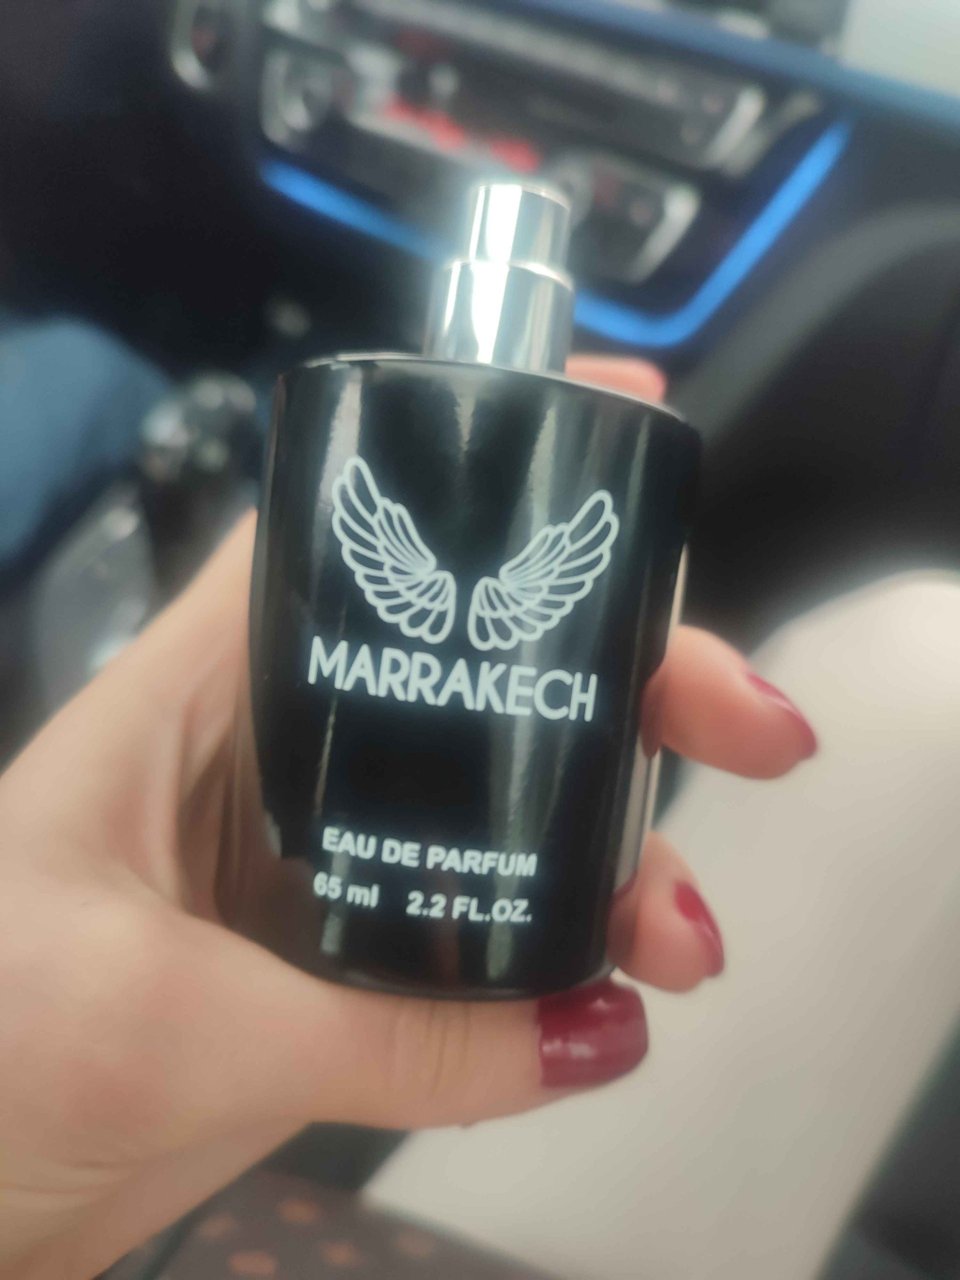 MARRAKECH
EAU DE PARFUM
65 ml 2.2 FL.OZ.